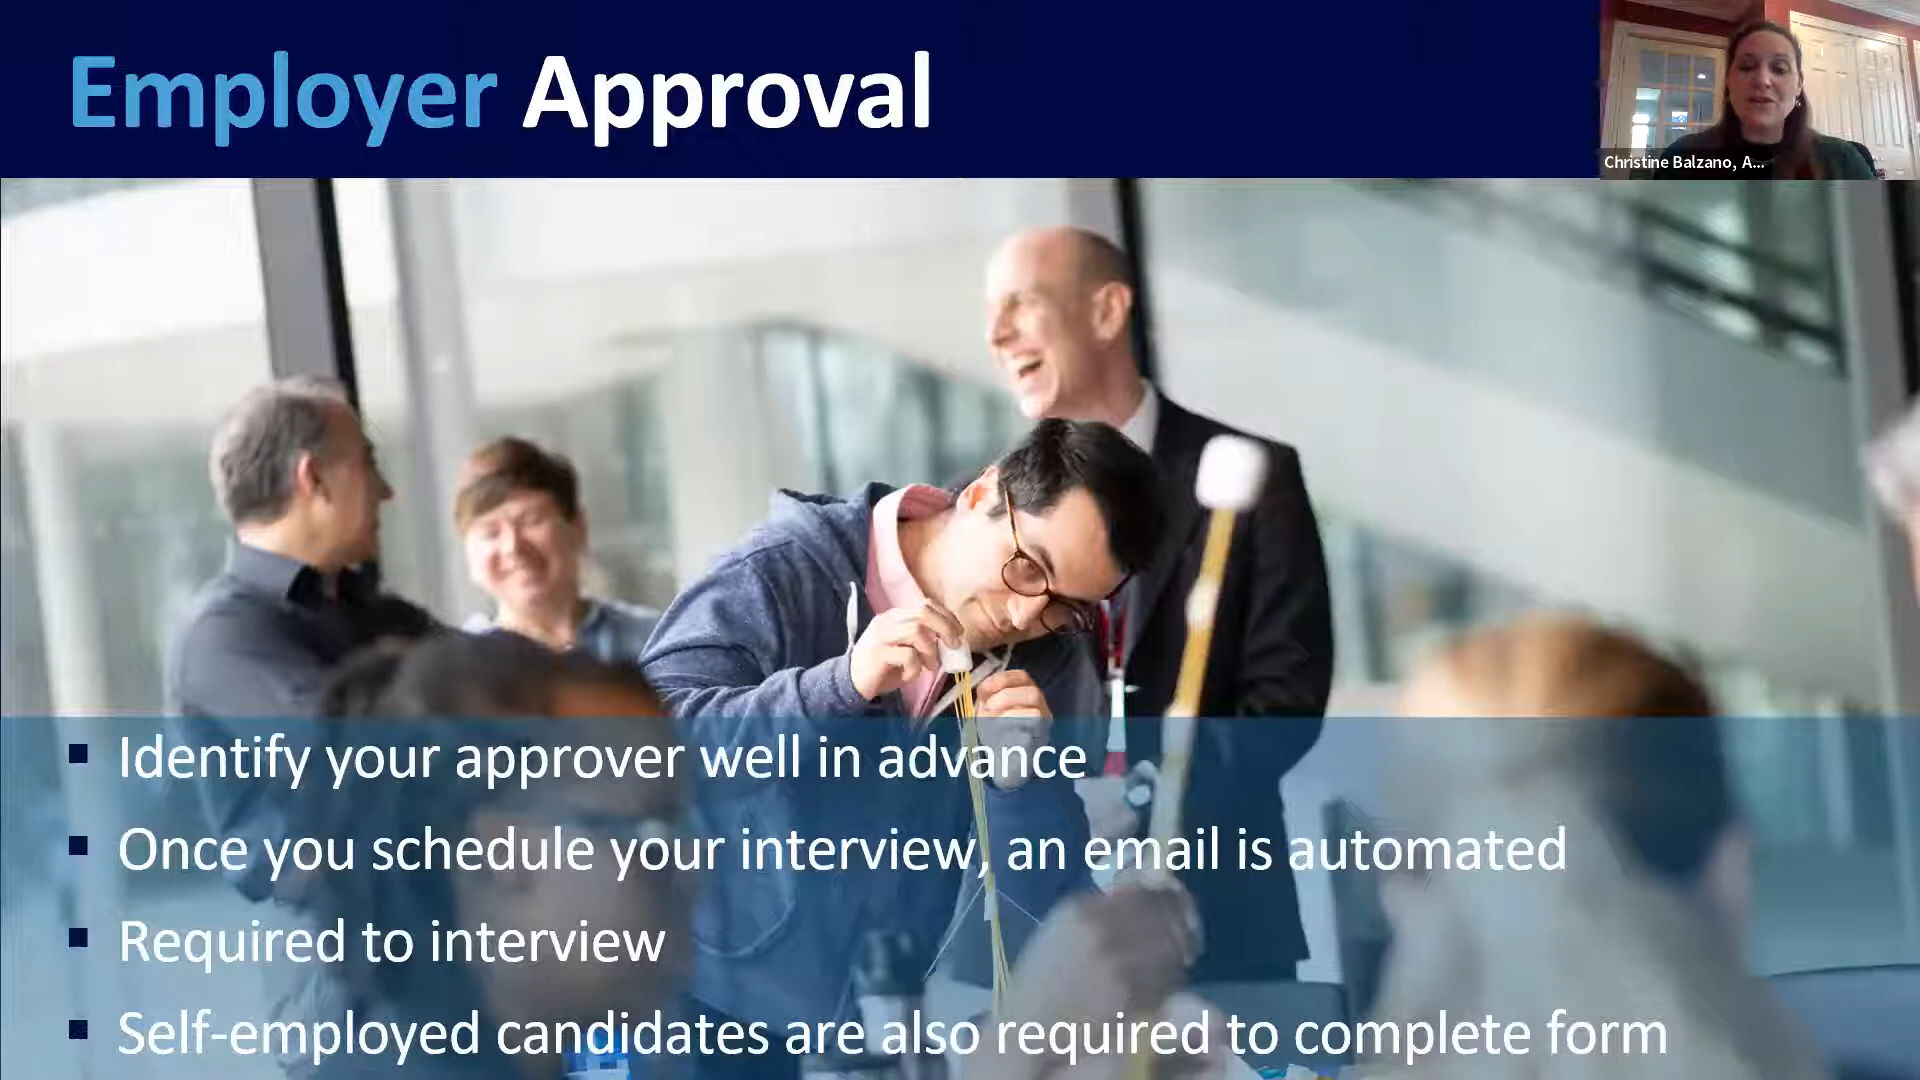 Employer Approval
Christine Balzano, A...
Identify your approver well in advance
Once you schedule your interview, an email is automated
Required to interview
Self-employed candidates are also required to complete form